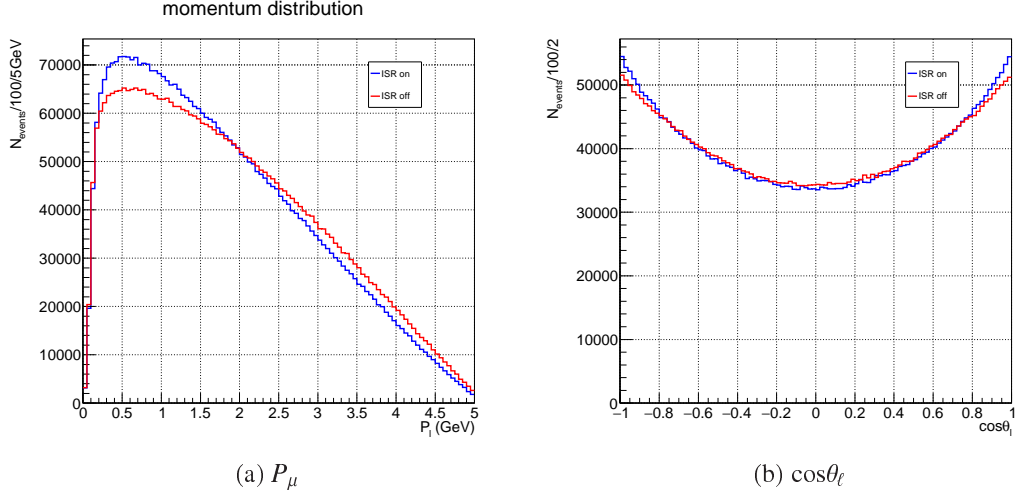 momentum distribution
N_events/100/5GeV
70000
60000
50000
40000
30000
20000
10000
0
ISR on
ISR off
0 0.5 1 1.5 2 2.5 3 3.5 4 4.5 5
P_l (GeV)
(a) P_μ
N_events/100/2
50000
40000
30000
20000
10000
0
ISR on
ISR off
−1 −0.8 −0.6 −0.4 −0.2 0 0.2 0.4 0.6 0.8 1
cosθ_l
(b) cosθ_ℓ